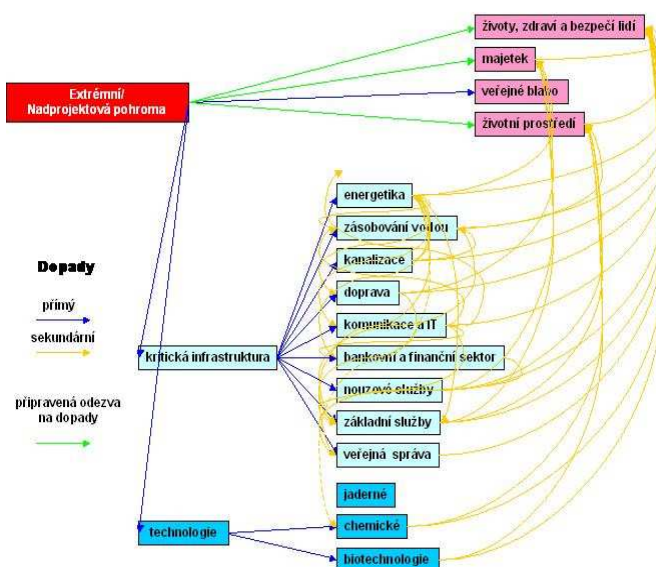 životy, zdraví a bezpečí lidí
majetek
Extrémní/
Nadprojektová pohroma
veřejné blaho
životní prostředí
energetika
zásobování vodou
kanalizace
Dopady
doprava
přímý
komunikace a IT
sekundární
kritická infrastruktura
bankovní a finanční sektor
nouzové služby
připravená odezva
na dopady
základní služby
veřejná správa
jaderné
technologie
chemické
biotechnologie